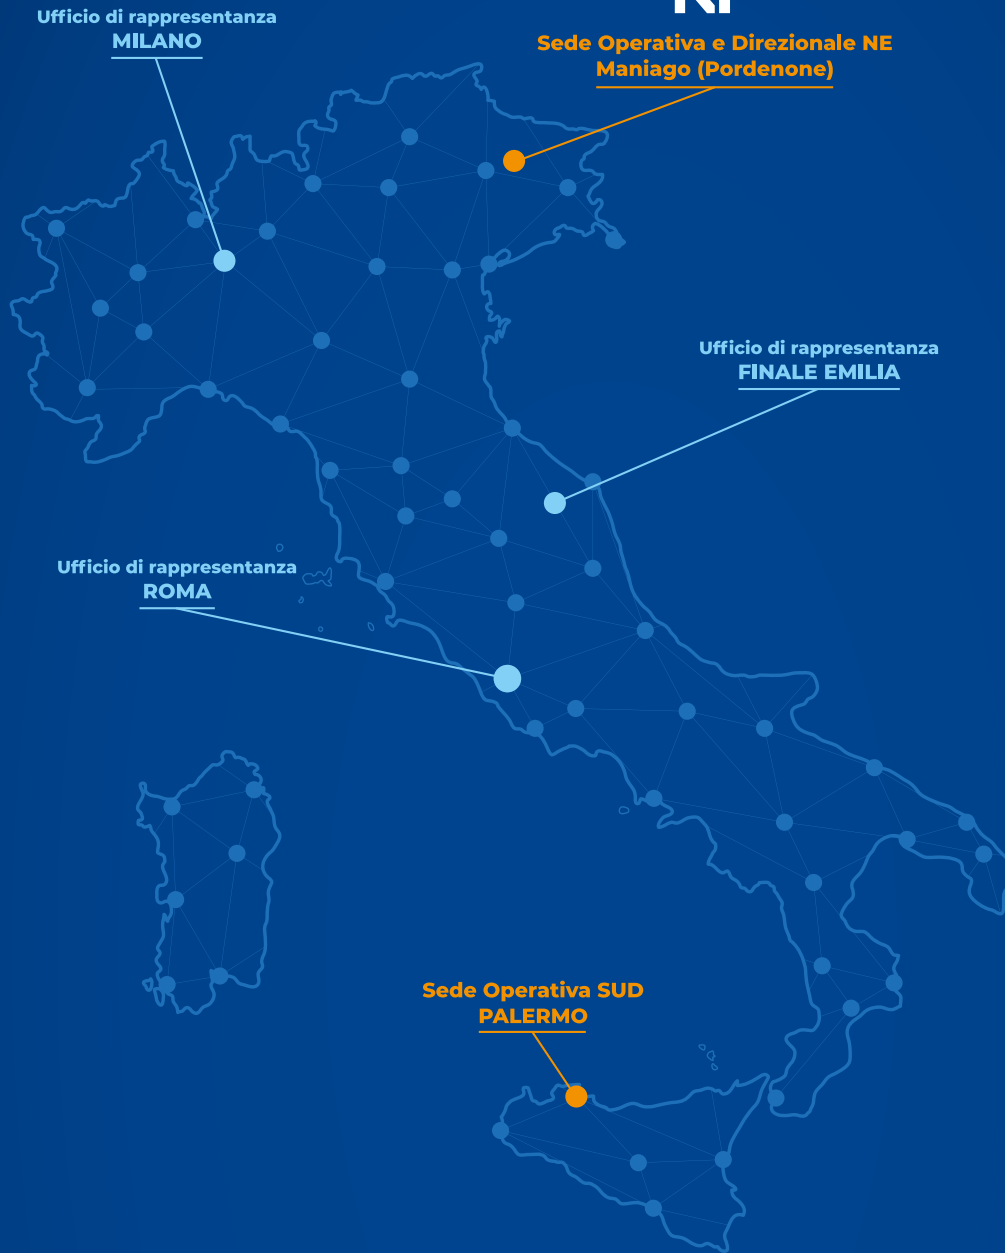 Ufficio di rappresentanza
MILANO
Sede Operativa e Direzionale NE
Maniago (Pordenone)
Ufficio di rappresentanza
FINALE EMILIA
Ufficio di rappresentanza
ROMA
Sede Operativa SUD
PALERMO